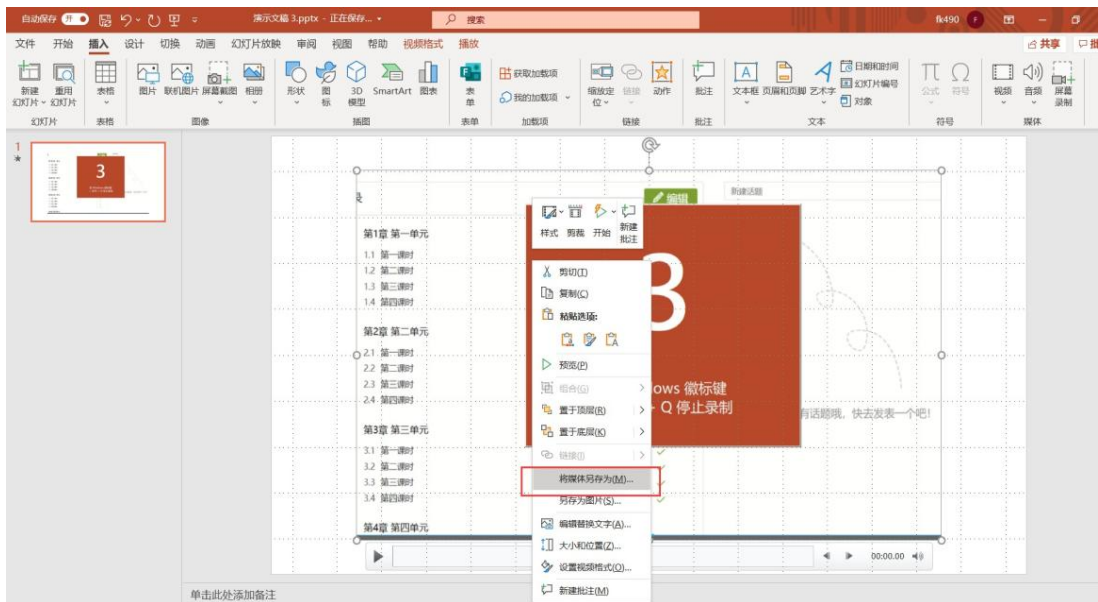 自动保存 开 演示文稿 3.pptx - 正在保存... 搜索 fk490 F
文件 开始 插入 设计 切换 动画 幻灯片放映 审阅 视图 帮助 视频格式 播放 共享 批
新建 重用 表格 图片 联机图片 屏幕截图 相册 形状 图 3D SmartArt 图表 表 获取加载项 缩放定 链接 动作 批注 文本框 页眉和页脚 艺术字 日期和时间 公式 符号 视频 音频 屏幕
幻灯片 幻灯片 标 模型 单 我的加载项 位 幻灯片编号 录制
对象
幻灯片 表格 图像 插图 表单 加载项 链接 批注 文本 符号 媒体
1
3
编辑 新建话题
样式 剪裁 开始 新建
批注
第1章 第一单元
1.1 第一课时
1.2 第二课时
1.3 第三课时
1.4 第四课时
第2章 第二单元
2.1 第一课时
2.2 第二课时
2.3 第三课时
2.4 第四课时
第3章 第三单元
3.1 第一课时
3.2 第二课时
3.3 第三课时
3.4 第四课时
第4章 第四单元
剪切(T)
复制(C)
粘贴选项:
预览(P)
组合(G)
置于顶层(R)
置于底层(K)
链接(I)
将媒体另存为(M)...
另存为图片(S)...
编辑替换文字(A)...
大小和位置(Z)...
设置视频格式(O)...
新建批注(M)
3
ows 徽标键
+ Q 停止录制
有话题哦，快去发表一个吧!
00:00.00
单击此处添加备注